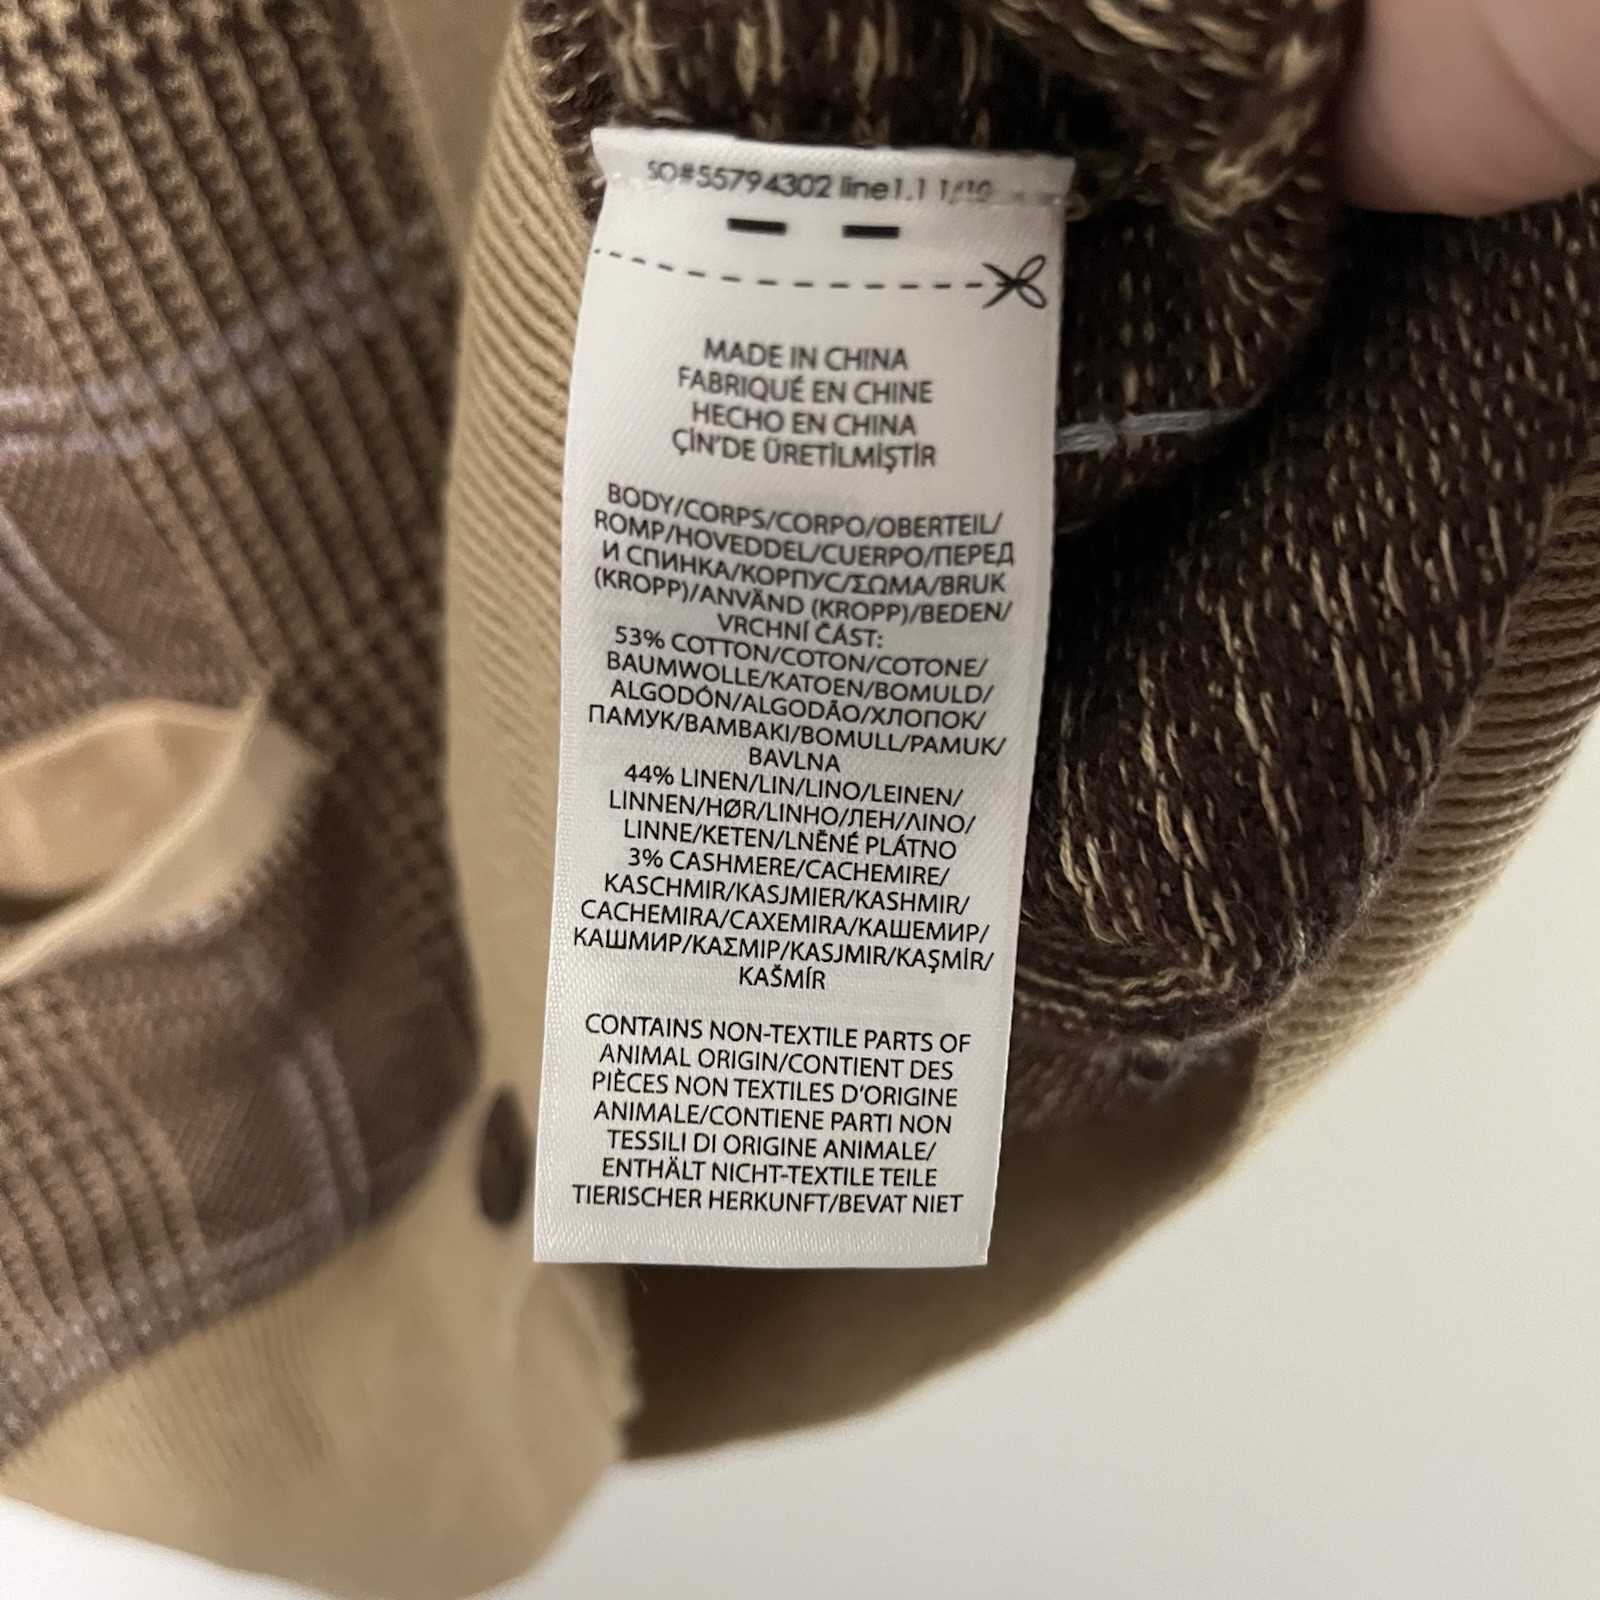 SO#55794302 line1.1 1/10
MADE IN CHINA
FABRIQUÉ EN CHINE
HECHO EN CHINA
ÇİN'DE ÜRETİLMİŞTİR
BODY/CORPS/CORPO/OBERTEIL/
ROMP/HOVEDDEL/CUERPO/ПЕРЕД
И СПИНКА/КОРПУС/ΣΩΜΑ/BRUK
(KROPP)/ANVÄND (KROPP)/BEDEN/
VRCHNÍ ČÁST:
53% COTTON/COTON/COTONE/
BAUMWOLLE/KATOEN/BOMULD/
ALGODÓN/ALGODÃO/ХЛОПОК/
ПАМУК/ΒΑΜΒΑΚΙ/BOMULL/PAMUK/
BAVLNA
44% LINEN/LIN/LINO/LEINEN/
LINNEN/HØR/LINHO/ЛЕН/ΛΙΝΟ/
LINNE/KETEN/LNĚNÉ PLÁTNO
3% CASHMERE/CACHEMIRE/
KASCHMIR/KASJMIER/KASHMIR/
CACHEMIRA/CAXEMIRA/КАШЕМИР/
КАШМИР/ΚΑΣΜΙΡ/KASJMIR/KAŞMİR/
KAŠMÍR
CONTAINS NON-TEXTILE PARTS OF
ANIMAL ORIGIN/CONTIENT DES
PIÈCES NON TEXTILES D'ORIGINE
ANIMALE/CONTIENE PARTI NON
TESSILI DI ORIGINE ANIMALE/
ENTHÄLT NICHT-TEXTILE TEILE
TIERISCHER HERKUNFT/BEVAT NIET